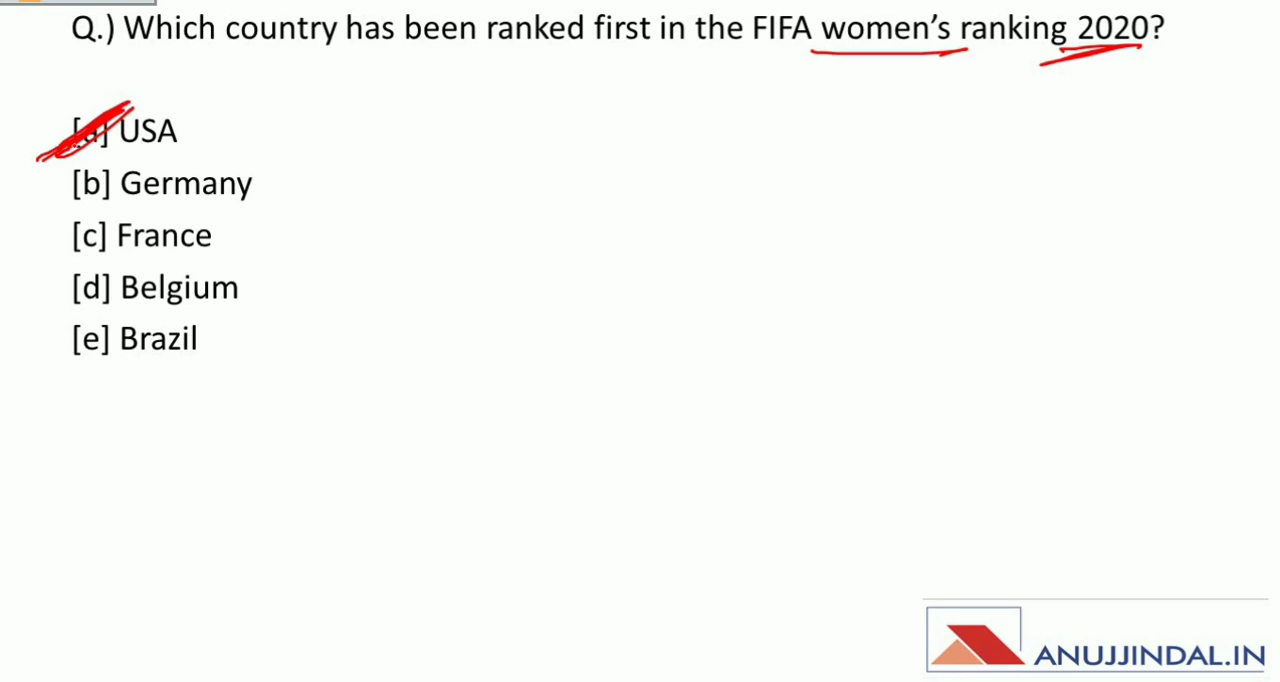 Q.) Which country has been ranked first in the FIFA women’s ranking 2020?
[a] USA
[b] Germany
[c] France
[d] Belgium
[e] Brazil
ANUJJINDAL.IN